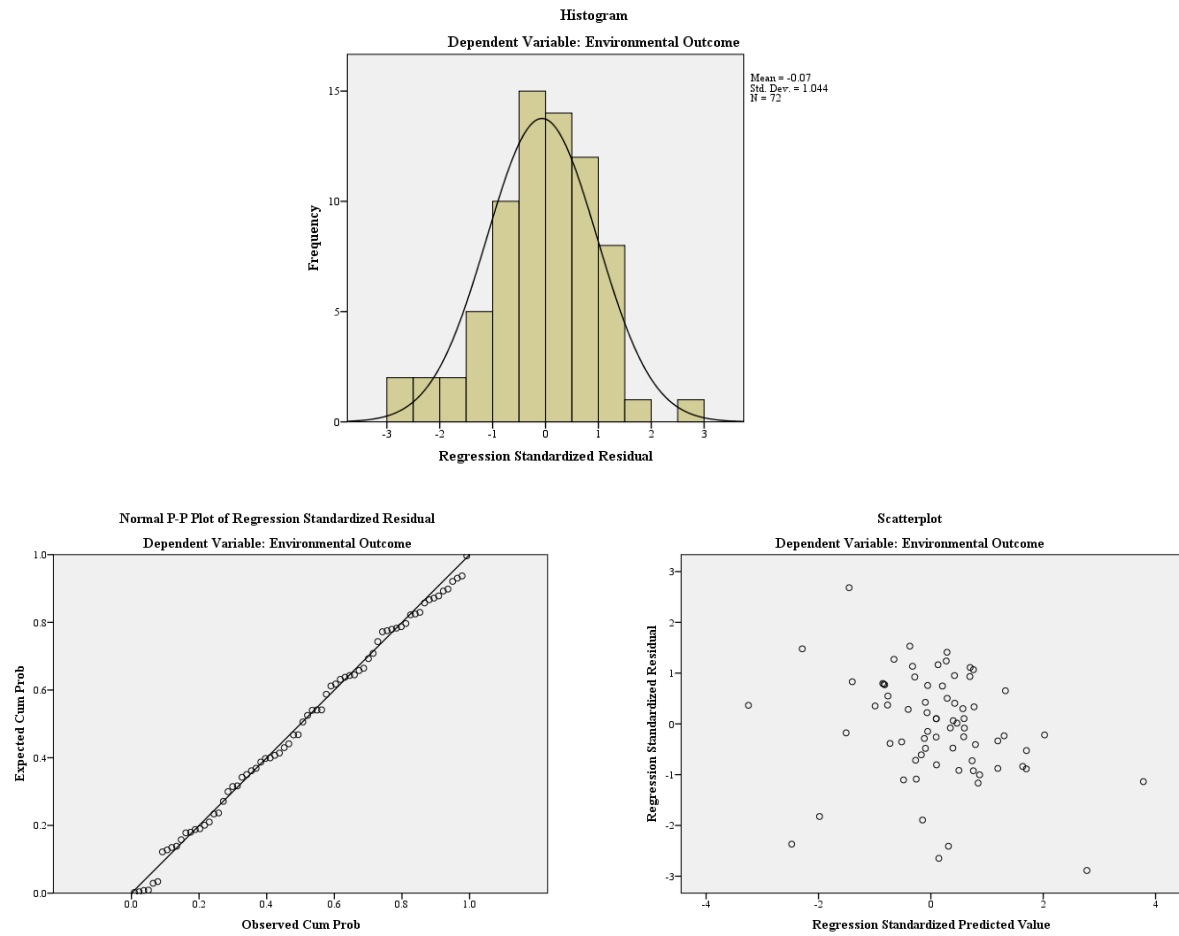 Histogram
Dependent Variable: Environmental Outcome
Mean = -0.07
Std. Dev. = 1.044
N = 72
15
10
5
0
Frequency
-3 -2 -1 0 1 2 3
Regression Standardized Residual
Normal P-P Plot of Regression Standardized Residual
Dependent Variable: Environmental Outcome
1.0
0.8
0.6
0.4
0.2
0.0
Expected Cum Prob
0.0 0.2 0.4 0.6 0.8 1.0
Observed Cum Prob
Scatterplot
Dependent Variable: Environmental Outcome
3
2
1
0
-1
-2
-3
Regression Standardized Residual
-4 -2 0 2 4
Regression Standardized Predicted Value